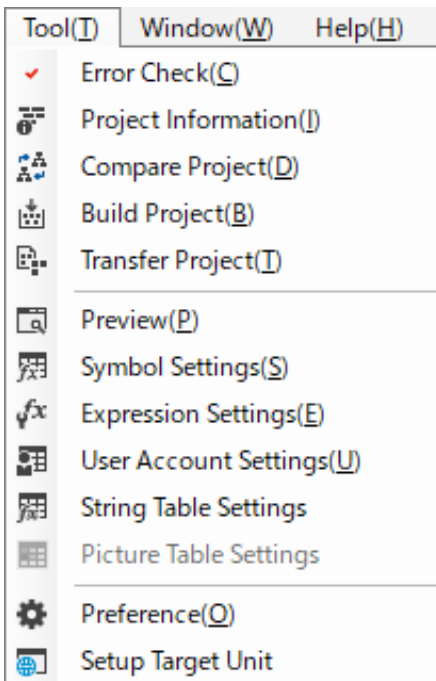 Tool(T) Window(W) Help(H)
Error Check(C)
Project Information(I)
Compare Project(D)
Build Project(B)
Transfer Project(T)
Preview(P)
Symbol Settings(S)
Expression Settings(E)
User Account Settings(U)
String Table Settings
Picture Table Settings
Preference(O)
Setup Target Unit